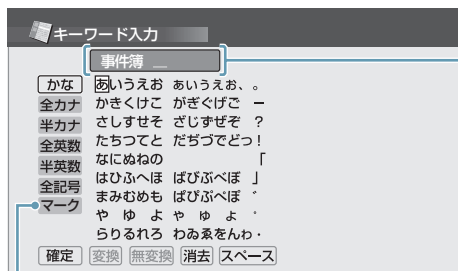 キーワード入力
事件簿 _
かな あいうえお ぁぃぅぇぉ、。
全カナ かきくけこ がぎぐげご ー
半カナ さしすせそ ざじずぜぞ ?
全英数 たちつてと だぢづでどっ!
半英数 なにぬねの 「
全記号 はひふへほ ばびぶべぼ 」
マーク まみむめも ぱぴぷぺぽ ゛
や ゆ よ ゃ ゅ ょ ゜
らりるれろ わゐゑをんゎ・
確定 変換 無変換 消去 スペース